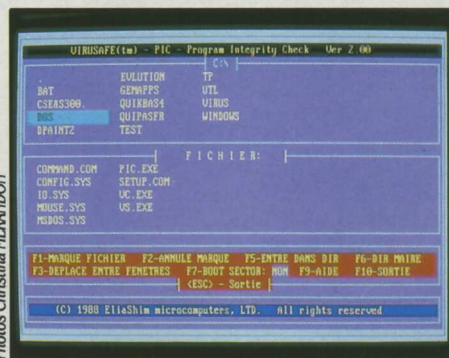 VIRUSAFE(tm) - PIC - Program Integrity Check Ver 2.00
C:\
. EVLUTION TP
BAT GEMAPPS UTL
CSEAS300. QUIKBAS4 VIRUS
DOS QUIPASFR WINDOWS
DPAINT2 TEST
FICHIER:
COMMAND.COM PIC.EXE
CONFIG.SYS SETUP.COM
IO.SYS VC.EXE
MOUSE.SYS VS.EXE
MSDOS.SYS
F1-MARQUE FICHIER F2-ANNULE MARQUE F5-ENTRE DANS DIR F6-DIR MAIRE
F3-DEPLACE ENTRE FENETRES F7-BOOT SECTOR: NON F9-AIDE F10-SORTIE
<ESC> - Sortie
(C) 1988 EliaShim microcomputers, LTD. All rights reserved
Photos Christina